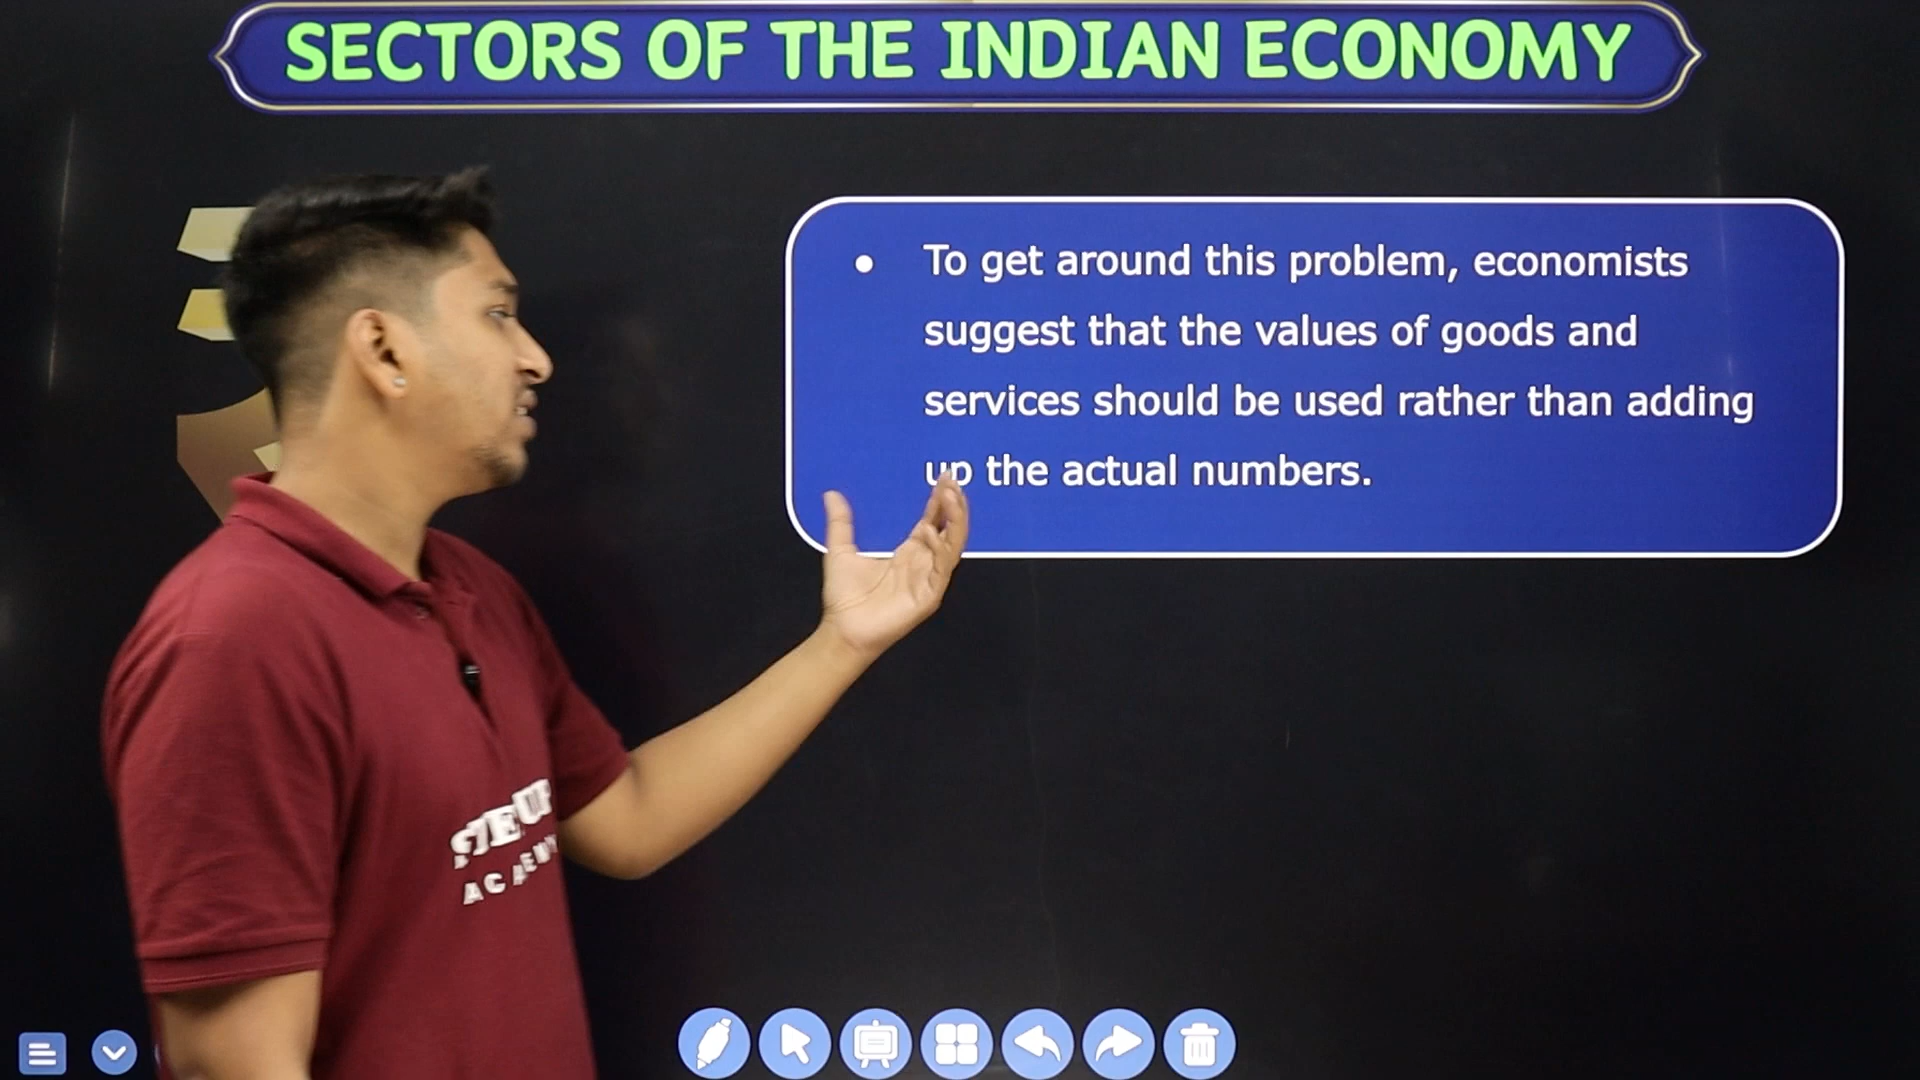 SECTORS OF THE INDIAN ECONOMY
• To get around this problem, economists
suggest that the values of goods and
services should be used rather than adding
up the actual numbers.
ACADEMY